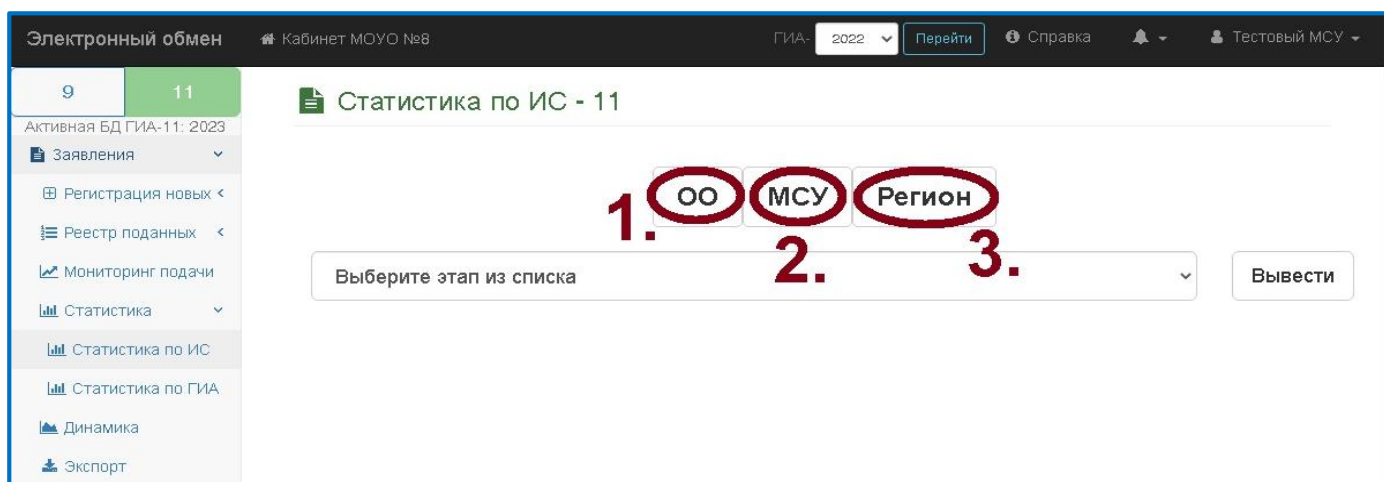 Электронный обмен Кабинет МОУО №8 ГИА- 2022 Перейти Справка Тестовый МСУ
9 11
Статистика по ИС - 11
Активная БД ГИА-11: 2023
Заявления
Регистрация новых
Реестр поданных
Мониторинг подачи
Статистика
Статистика по ИС
Статистика по ГИА
Динамика
Экспорт
ОО МСУ Регион
1. 2. 3.
Выберите этап из списка Вывести